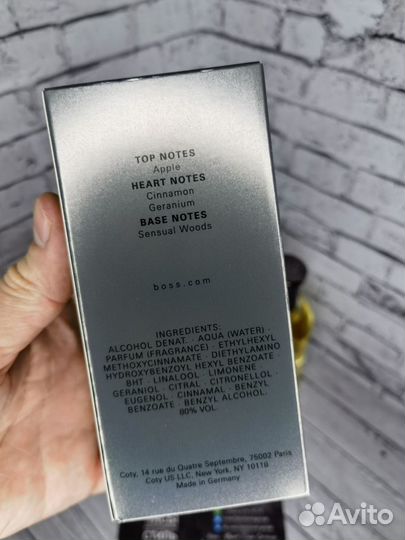 TOP NOTES
Apple
HEART NOTES
Cinnamon
Geranium
BASE NOTES
Sensual Woods
boss.com
INGREDIENTS:
ALCOHOL DENAT. · AQUA (WATER) ·
PARFUM (FRAGRANCE) · ETHYLHEXYL
METHOXYCINNAMATE · DIETHYLAMINO
HYDROXYBENZOYL HEXYL BENZOATE ·
BHT · LINALOOL · LIMONENE
GERANIOL · CITRAL · CITRONELLOL ·
EUGENOL · CINNAMAL · BENZYL
BENZOATE · BENZYL ALCOHOL.
80% VOL.
Coty, 14 rue du Quatre Septembre, 75002 Paris
Coty US LLC, New York, NY 10118
Made in Germany
Avito